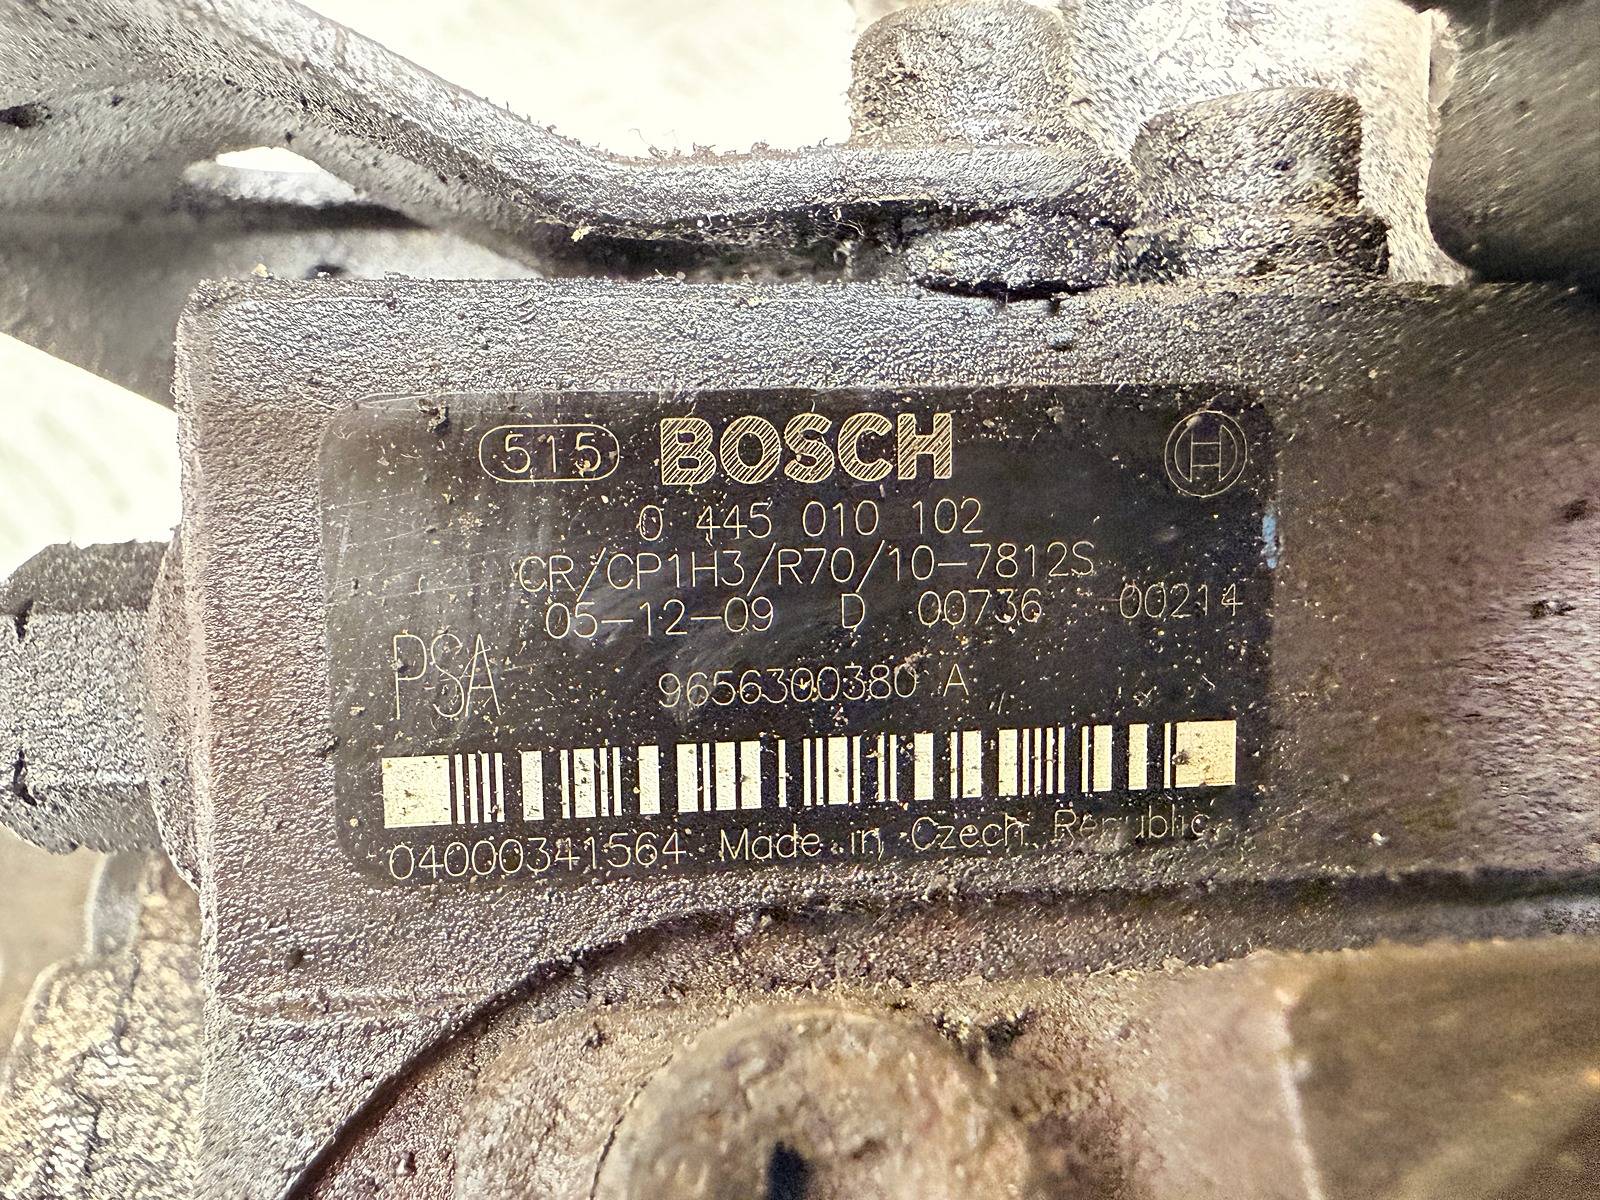 515 BOSCH
0 445 010 102
CR/CP1H3/R70/10-7812S
05-12-09 D 00736 00214
PSA 9656300380 A
04000341564 Made in Czech Republic